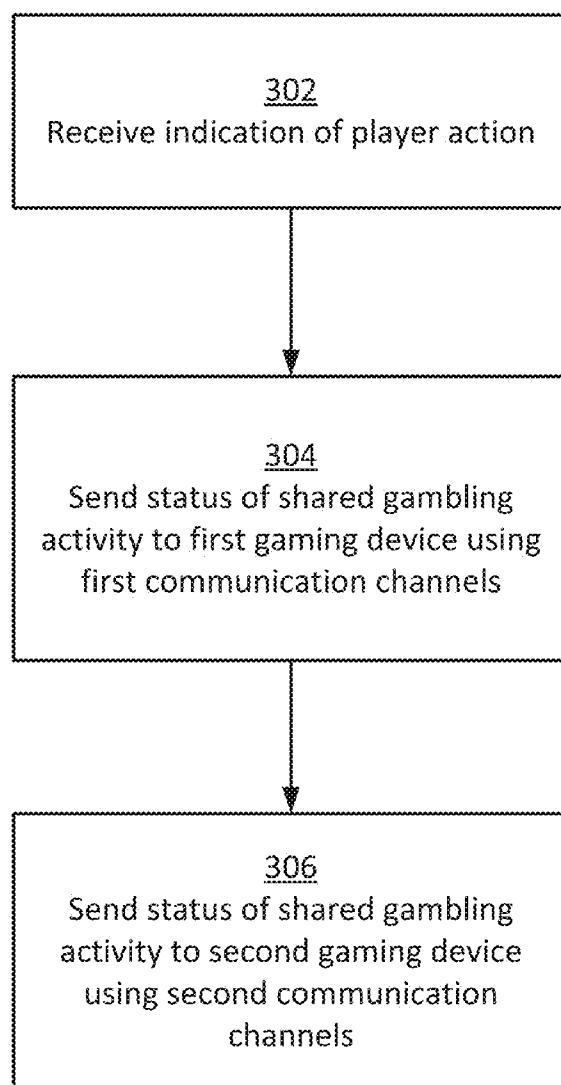 302
Receive indication of player action
304
Send status of shared gambling
activity to first gaming device using
first communication channels
306
Send status of shared gambling
activity to second gaming device
using second communication
channels